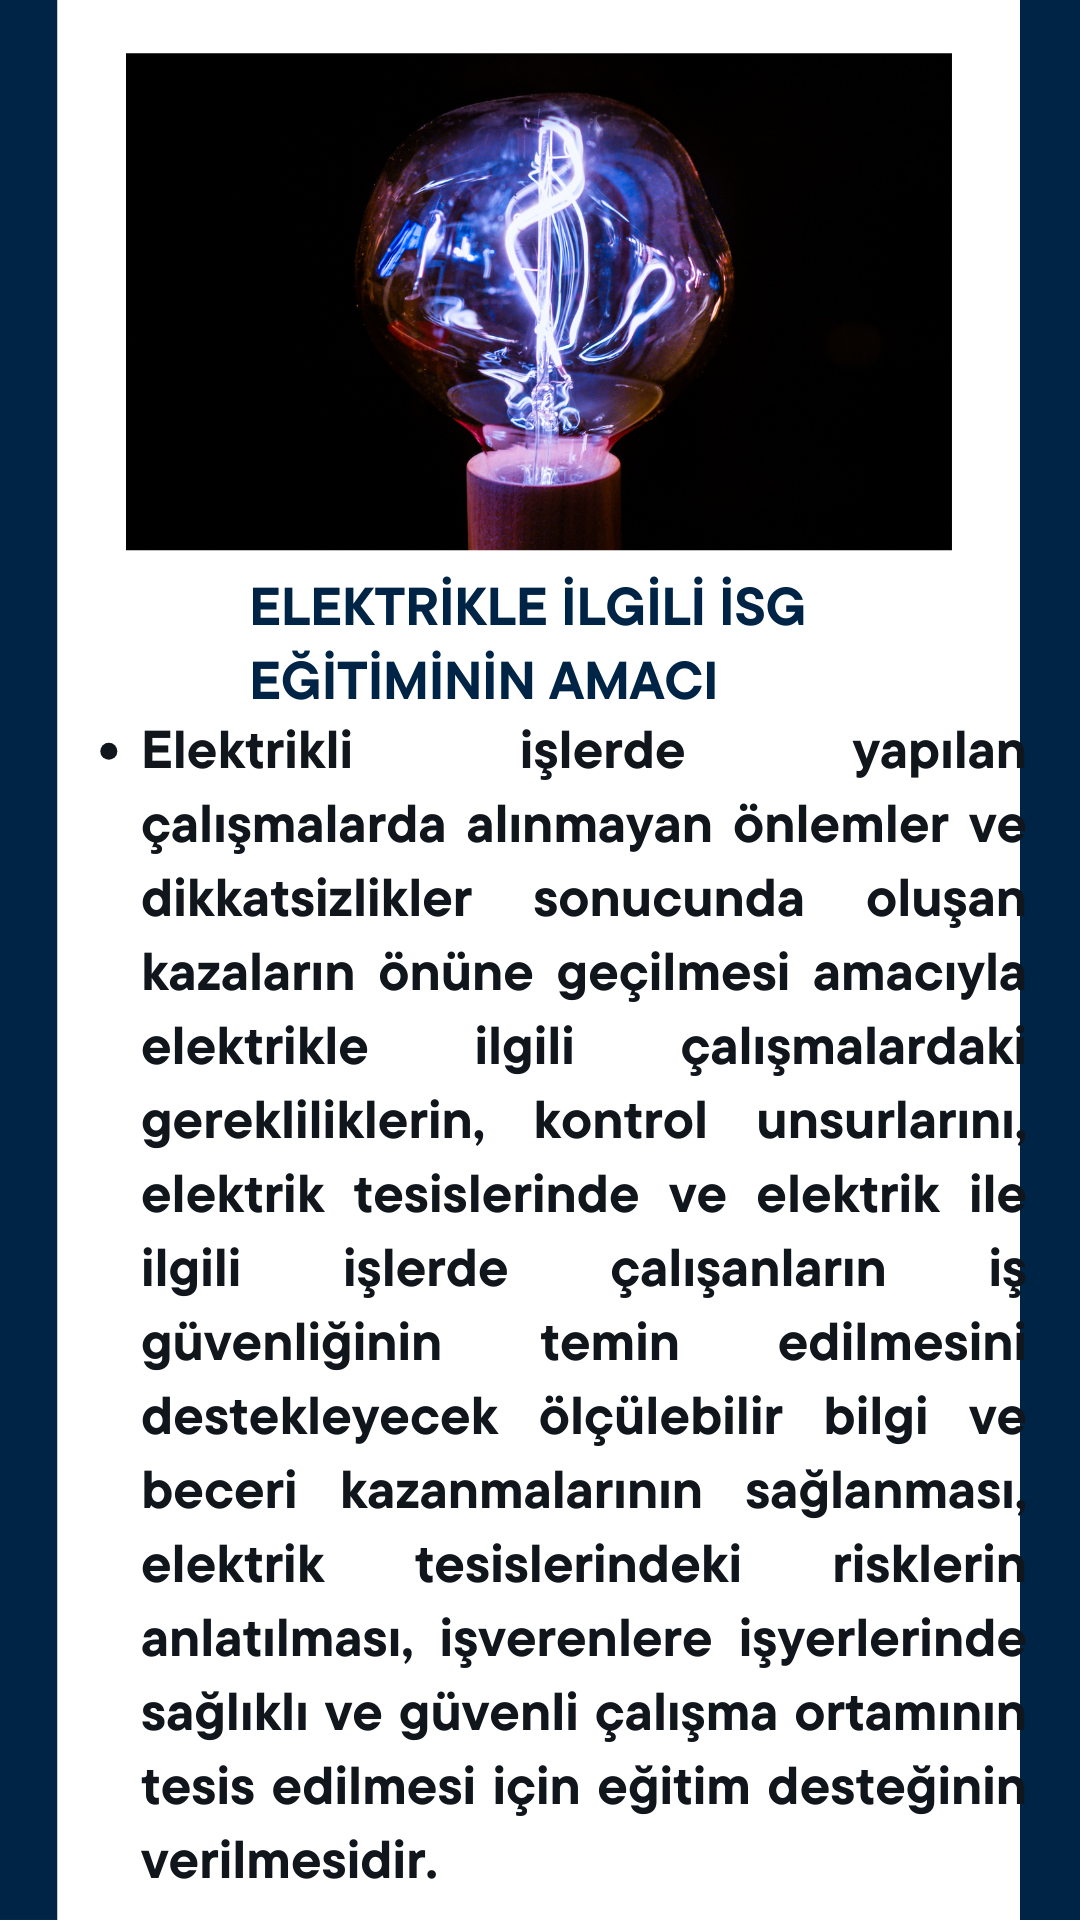 ELEKTRİKLE İLGİLİ İSG
EĞİTİMİNİN AMACI
• Elektrikli işlerde yapılan
çalışmalarda alınmayan önlemler ve
dikkatsizlikler sonucunda oluşan
kazaların önüne geçilmesi amacıyla
elektrikle ilgili çalışmalardaki
gerekliliklerin, kontrol unsurlarını,
elektrik tesislerinde ve elektrik ile
ilgili işlerde çalışanların iş
güvenliğinin temin edilmesini
destekleyecek ölçülebilir bilgi ve
beceri kazanmalarının sağlanması,
elektrik tesislerindeki risklerin
anlatılması, işverenlere işyerlerinde
sağlıklı ve güvenli çalışma ortamının
tesis edilmesi için eğitim desteğinin
verilmesidir.